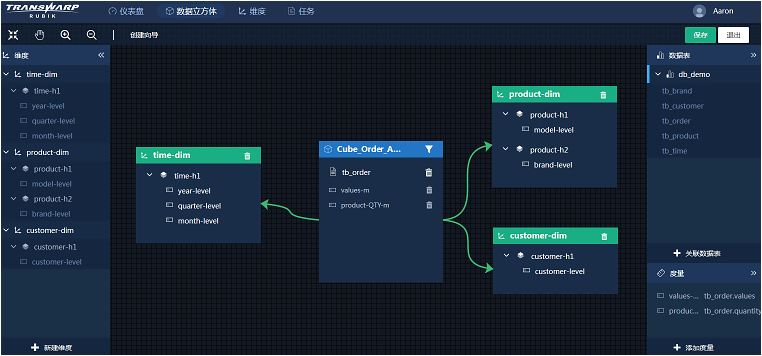 TRANSWARP
RUBIK
仪表盘
数据立方体
维度
任务
Aaron
创建向导
保存
退出
维度
time-dim
time-h1
year-level
quarter-level
month-level
product-dim
product-h1
model-level
product-h2
brand-level
customer-dim
customer-h1
customer-level
新建维度
time-dim
time-h1
year-level
quarter-level
month-level
Cube_Order_A...
tb_order
values-m
product-QTY-m
product-dim
product-h1
model-level
product-h2
brand-level
customer-dim
customer-h1
customer-level
数据表
db_demo
tb_brand
tb_customer
tb_order
tb_product
tb_time
关联数据表
度量
values-... tb_order.values
produc... tb_order.quantity
添加度量